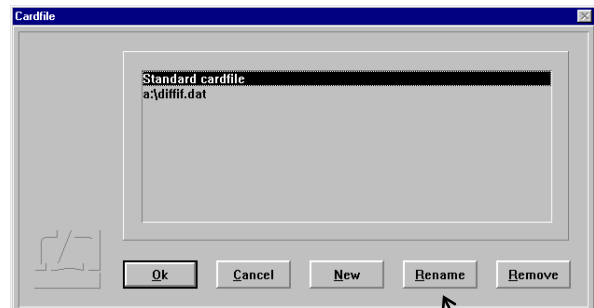 Cardfile
Standard cardfile
a:\diffif.dat
Ok
Cancel
New
Rename
Remove